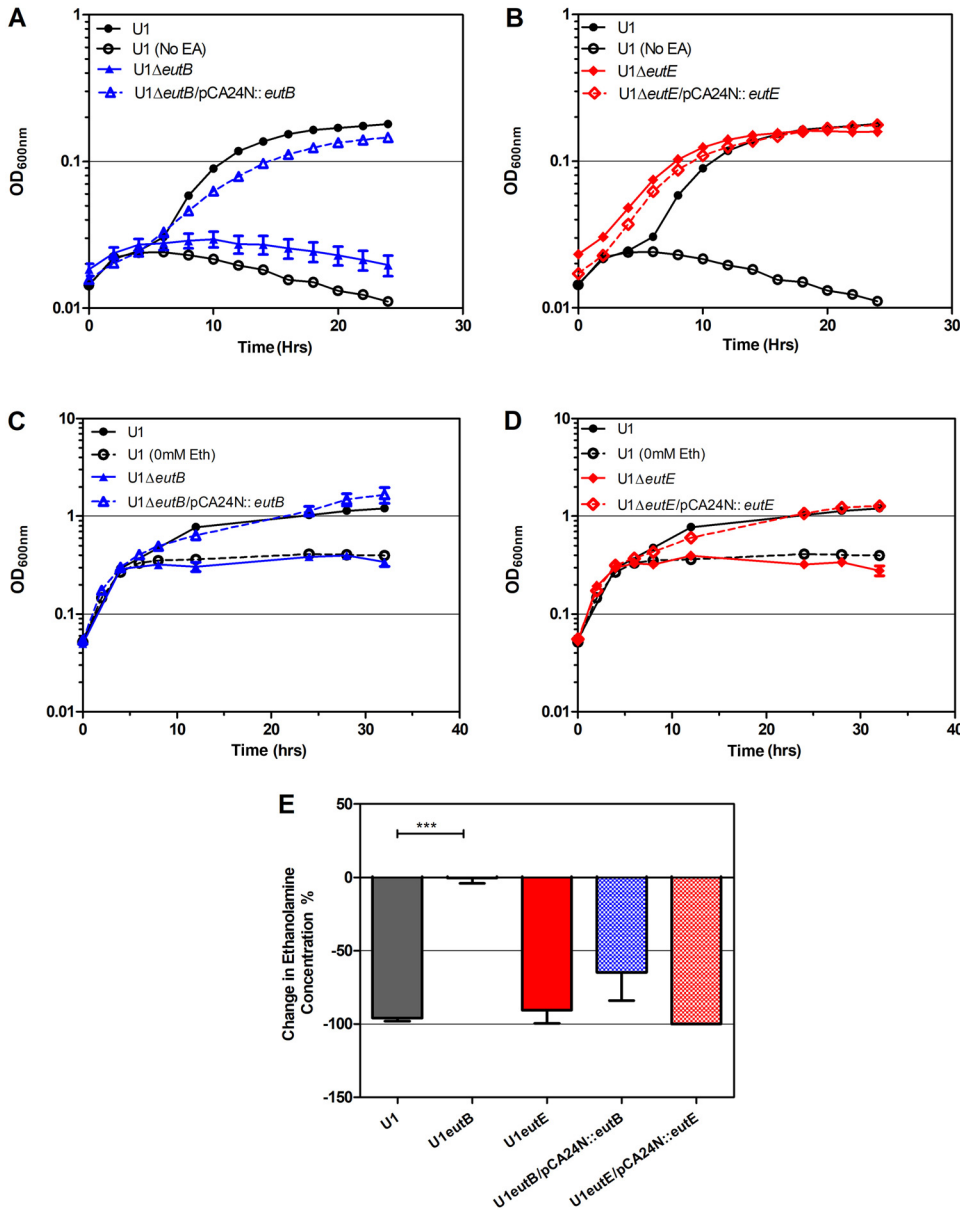 A
U1
U1 (No EA)
U1ΔeutB
U1ΔeutB/pCA24N::eutB
OD600nm
1
0.1
0.01
0
10
20
30
Time (Hrs)
B
U1
U1 (No EA)
U1ΔeutE
U1ΔeutE/pCA24N::eutE
OD600nm
1
0.1
0.01
0
10
20
30
Time (Hrs)
C
U1
U1 (0mM Eth)
U1ΔeutB
U1ΔeutB/pCA24N::eutB
OD600nm
10
1
0.1
0.01
0
10
20
30
40
Time (hrs)
D
U1
U1 (0mM Eth)
U1ΔeutE
U1ΔeutE/pCA24N::eutE
OD600nm
10
1
0.1
0.01
0
10
20
30
40
Time (hrs)
E
***
Change in Ethanolamine
Concentration %
50
0
-50
-100
-150
U1
U1eutB
U1eutE
U1eutB/pCA24N::eutB
U1eutE/pCA24N::eutE